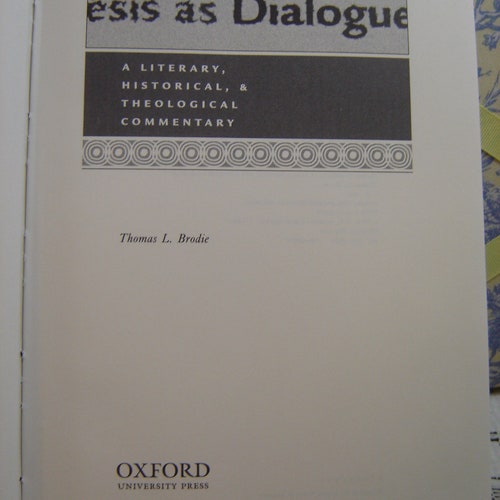 esis as Dialogue
A LITERARY,
HISTORICAL, &
THEOLOGICAL
COMMENTARY
Thomas L. Brodie
OXFORD
UNIVERSITY PRESS